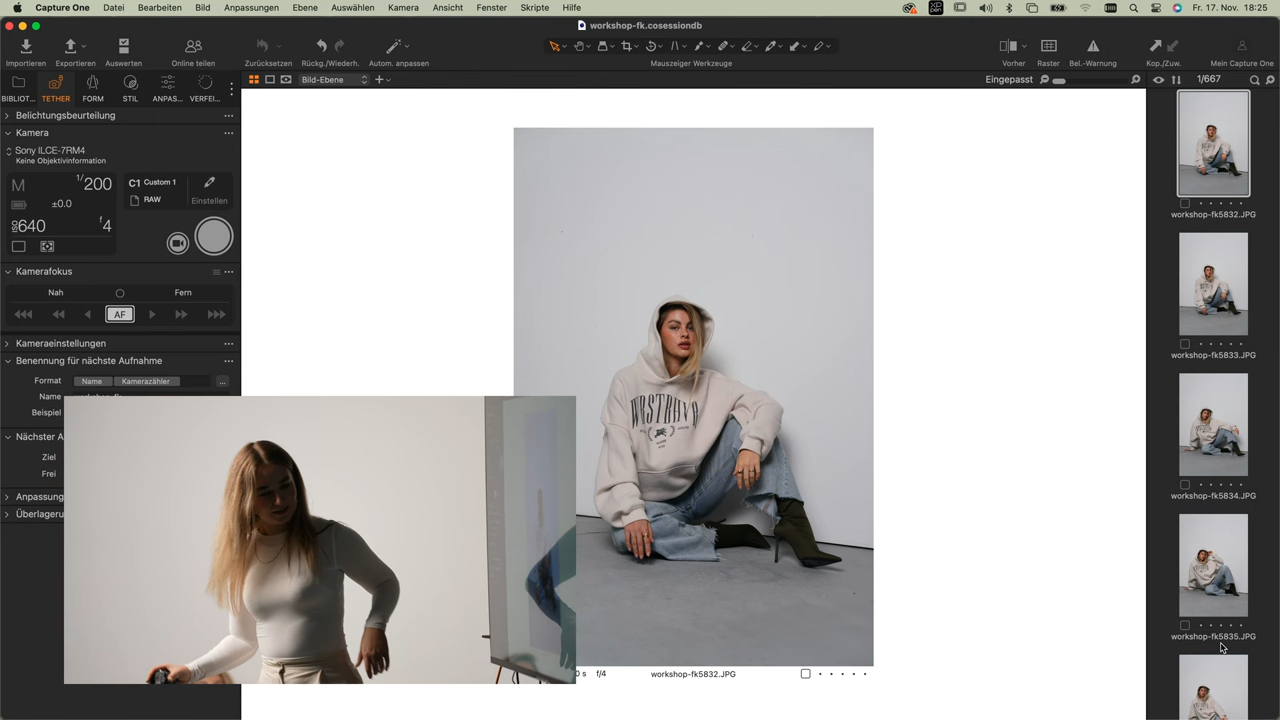 Capture One Datei Bearbeiten Bild Anpassungen Ebene Auswählen Kamera Ansicht Fenster Skripte Hilfe Fr. 17. Nov. 18:25
workshop-fk.cosessiondb
Importieren Exportieren Auswerten Online teilen Zurücksetzen Rückg./Wiederh. Autom. anpassen Mauszeiger Werkzeuge Vorher Raster Bel.-Warnung Kop./Zuw. Mein Capture One
Bild-Ebene Eingepasst 1/667
BIBLIOT... TETHER FORM STIL ANPAS... VERFEI...
Belichtungsbeurteilung
Kamera
Sony ILCE-7RM4
Keine Objektivinformation
M 1/200 C1 Custom 1
±0.0 RAW Einstellen
ISO 640 f4
Kamerafokus
Nah Fern
AF
Kameraeinstellungen
Benennung für nächste Aufnahme
Format Name Kamerazähler ...
Name
Beispiel
Nächster A
Ziel
Frei
Anpassung
Überlageru
0 s f/4 workshop-fk5832.JPG
workshop-fk5832.JPG
workshop-fk5833.JPG
workshop-fk5834.JPG
workshop-fk5835.JPG